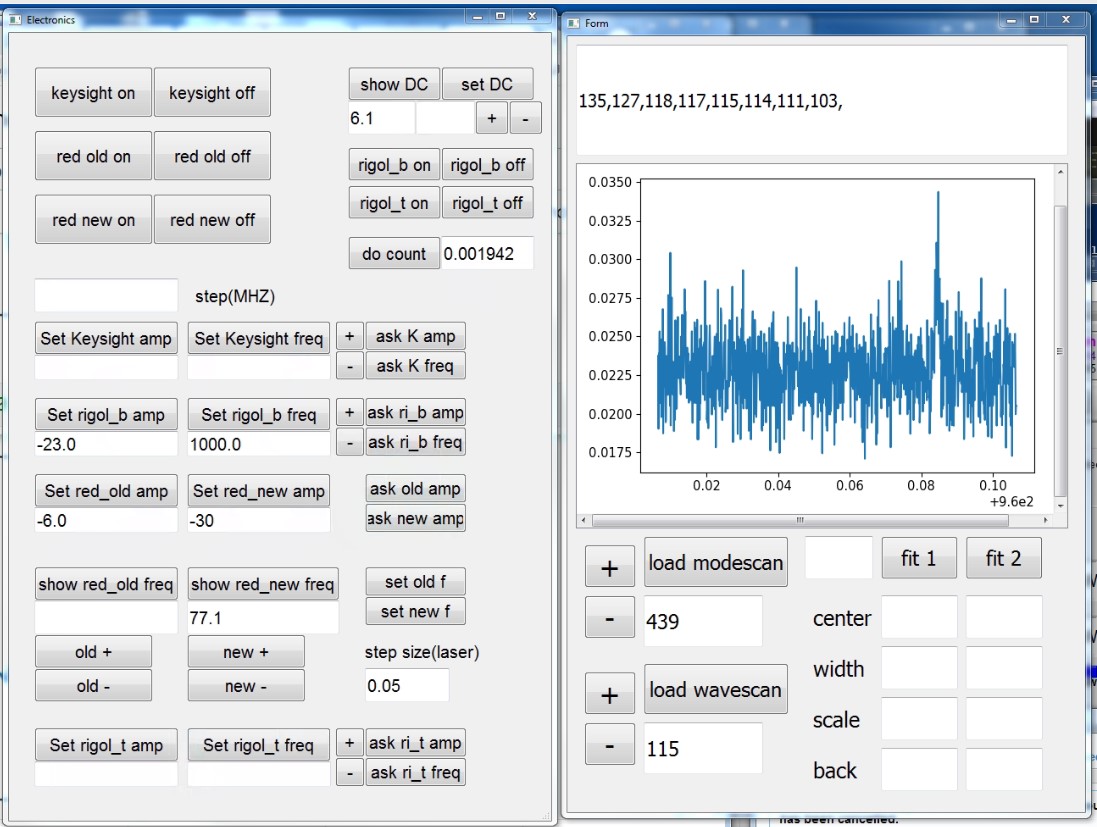 Electronics
keysight on keysight off
show DC set DC
6.1 + -
red old on red old off
rigol_b on rigol_b off
rigol_t on rigol_t off
red new on red new off
do count 0.001942
step(MHZ)
Set Keysight amp Set Keysight freq + ask K amp
- ask K freq
Set rigol_b amp Set rigol_b freq + ask ri_b amp
-23.0 1000.0 - ask ri_b freq
Set red_old amp Set red_new amp ask old amp
-6.0 -30 ask new amp
show red_old freq show red_new freq set old f
77.1 set new f
old + new + step size(laser)
old - new - 0.05
Set rigol_t amp Set rigol_t freq + ask ri_t amp
- ask ri_t freq
Form
135,127,118,117,115,114,111,103,
0.0350
0.0325
0.0300
0.0275
0.0250
0.0225
0.0200
0.0175
0.02 0.04 0.06 0.08 0.10
+9.6e2
+ load modescan fit 1 fit 2
- 439 center
width
+ load wavescan
scale
- 115
back
has been cancelled.